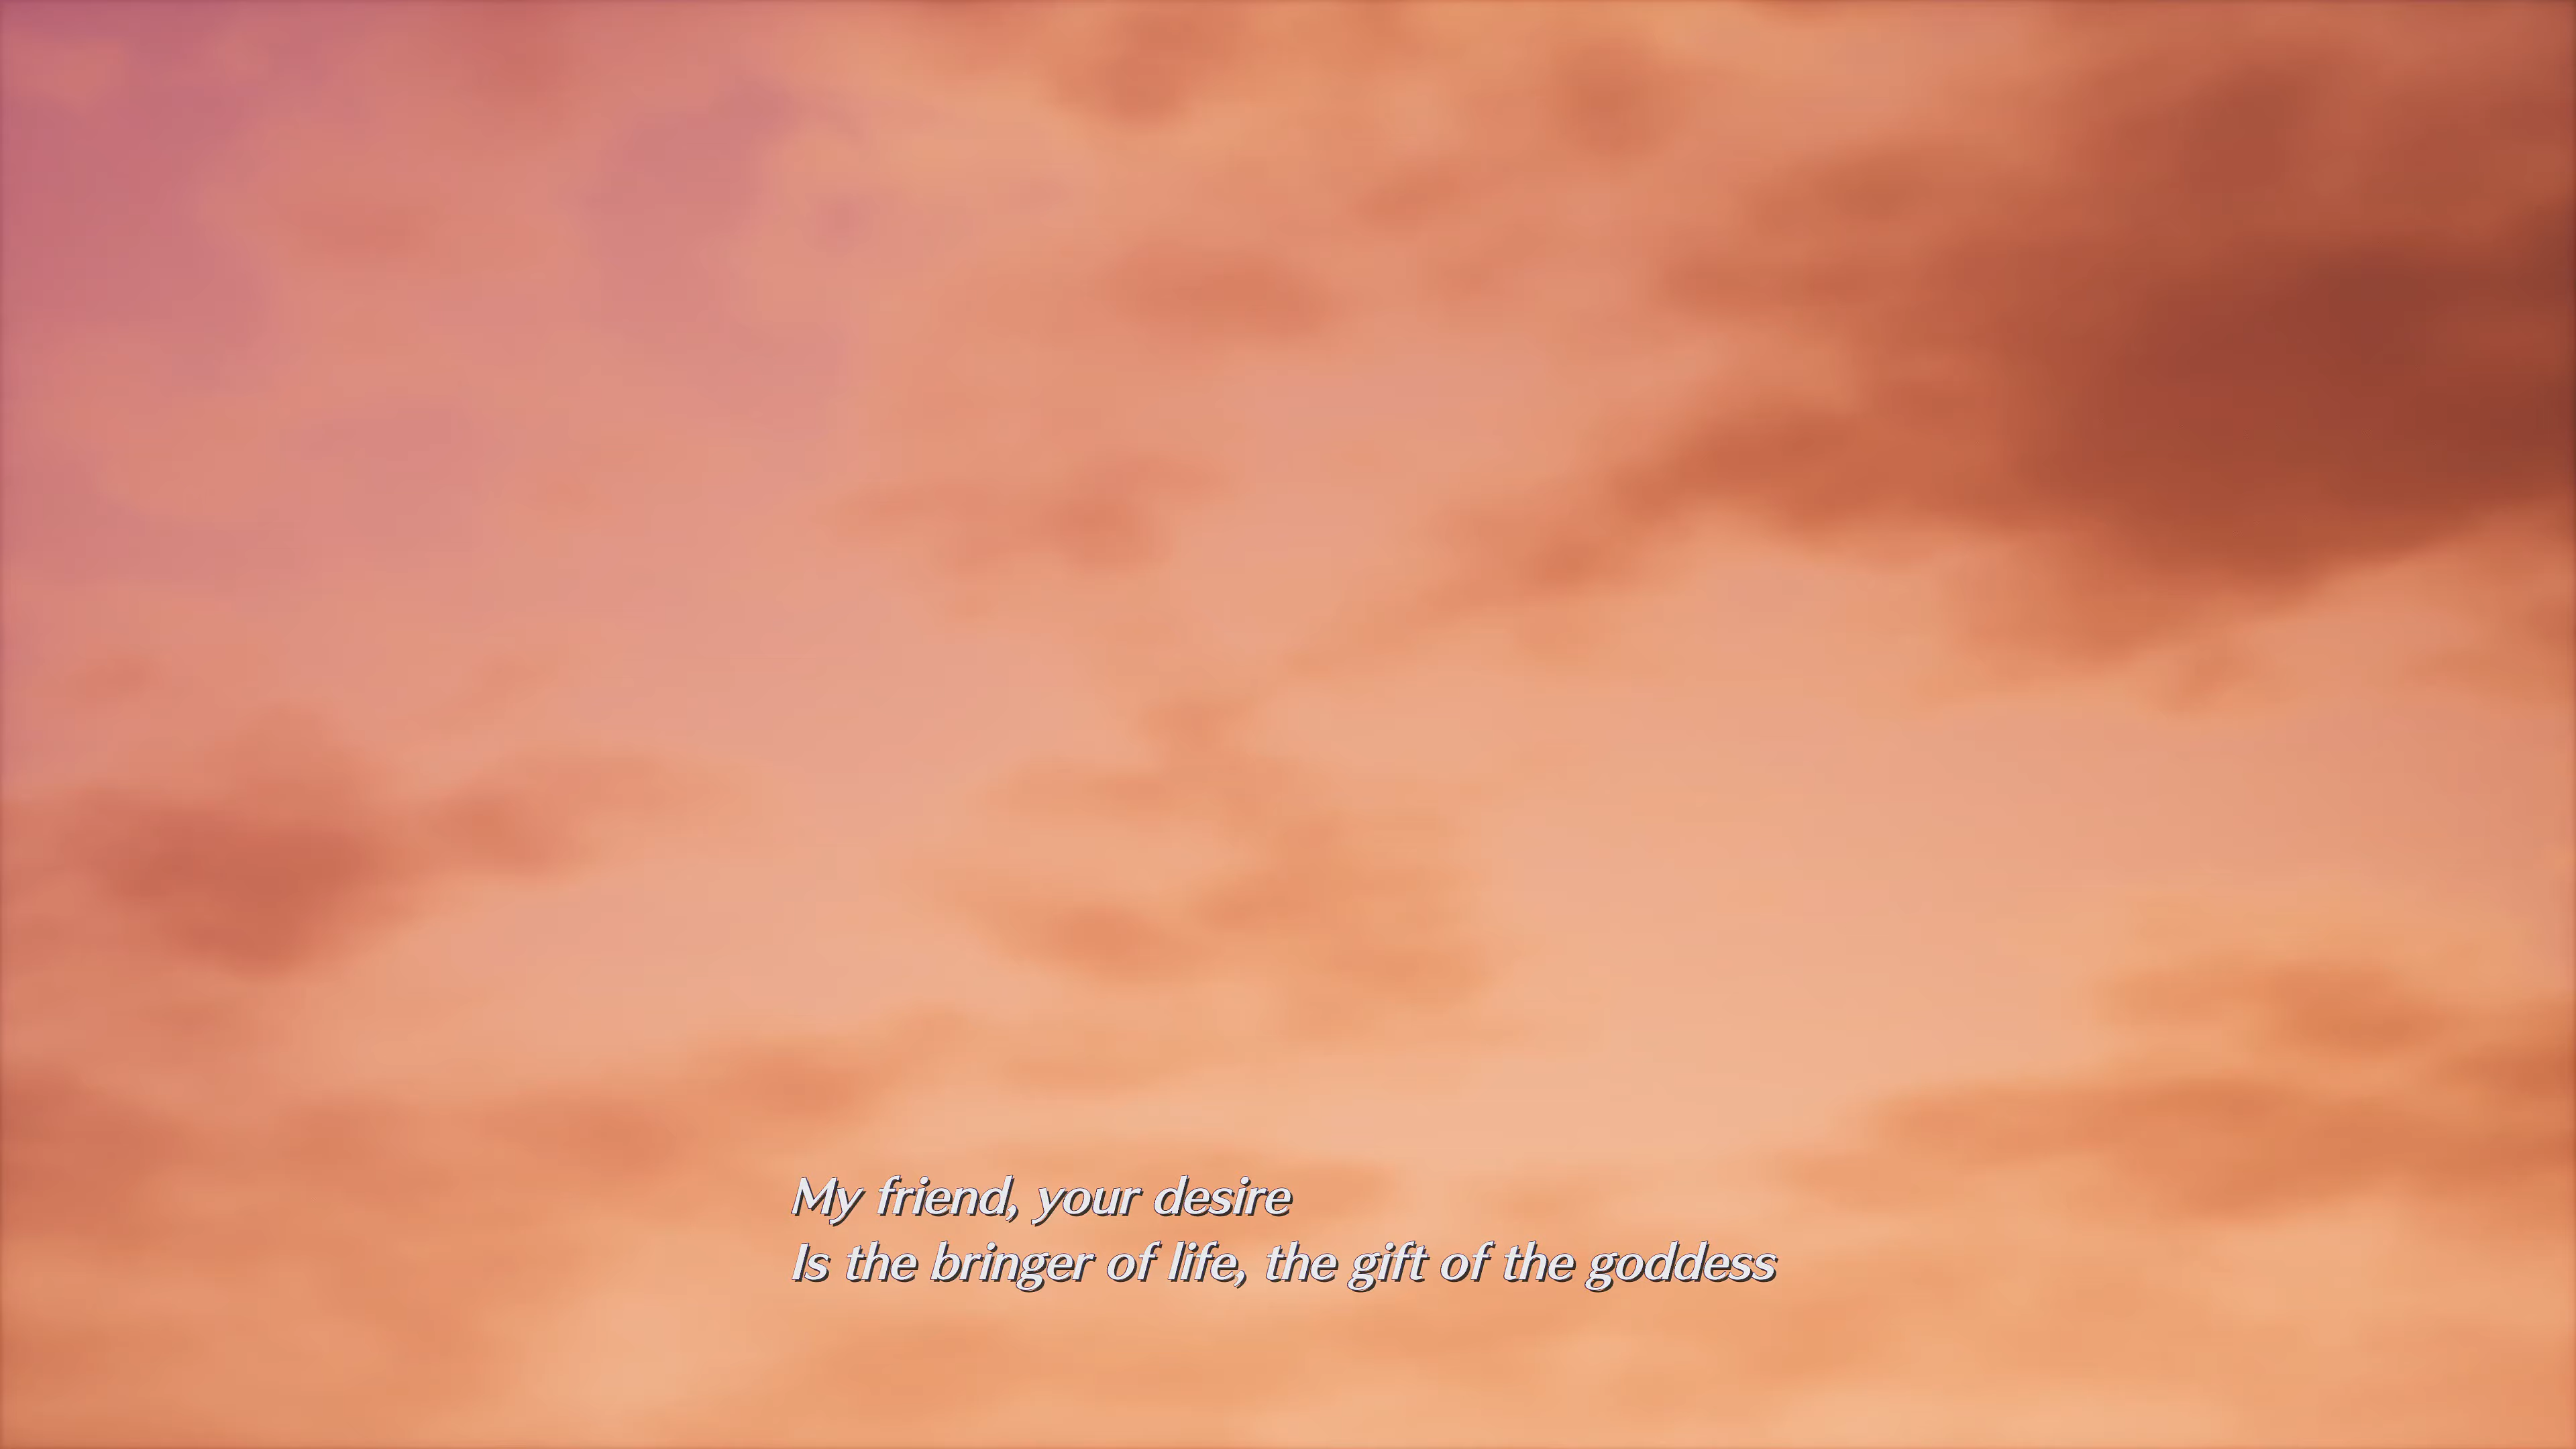 My friend, your desire
Is the bringer of life, the gift of the goddess